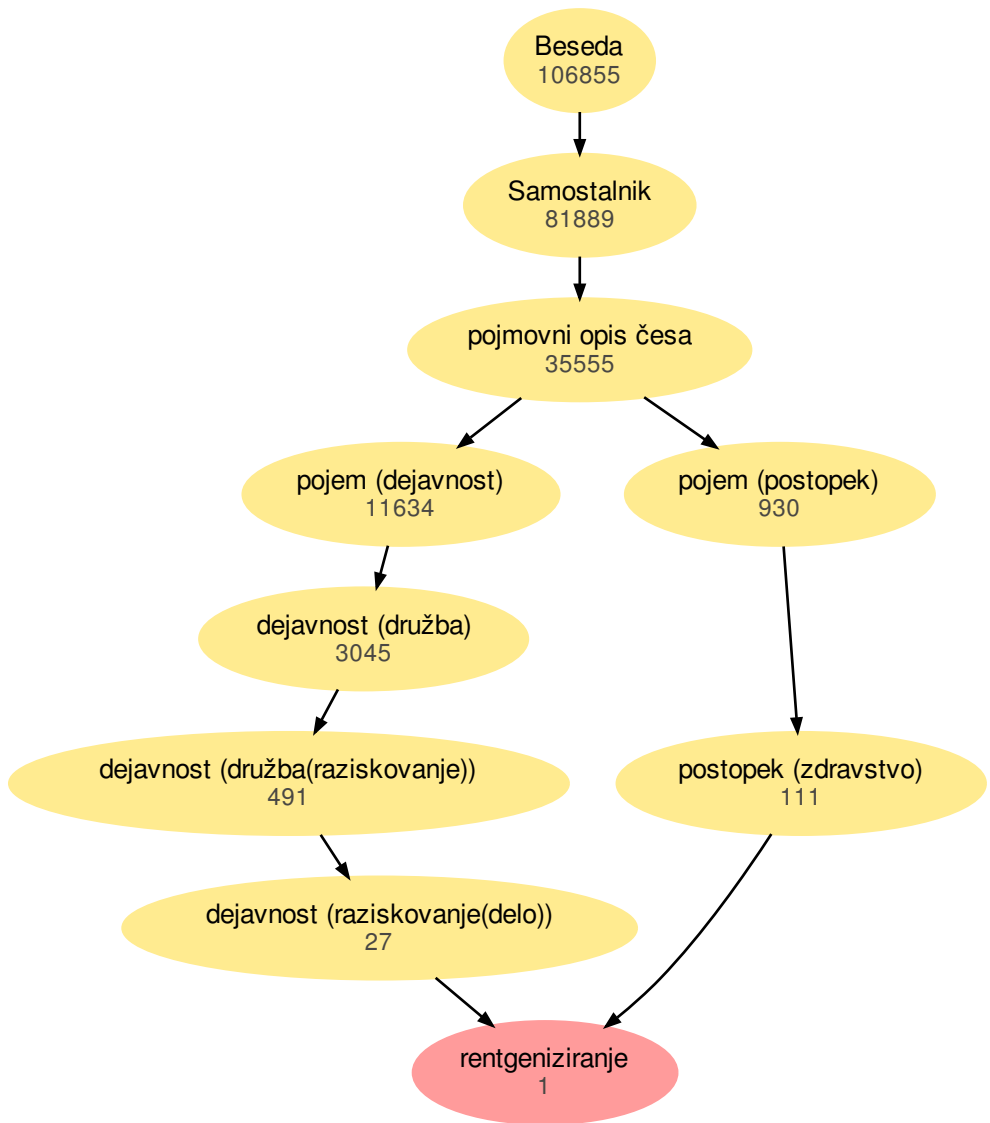 Beseda
106855
Samostalnik
81889
pojmovni opis česa
35555
pojem (dejavnost)
11634
pojem (postopek)
930
dejavnost (družba)
3045
dejavnost (družba(raziskovanje))
491
postopek (zdravstvo)
111
dejavnost (raziskovanje(delo))
27
rentgeniziranje
1